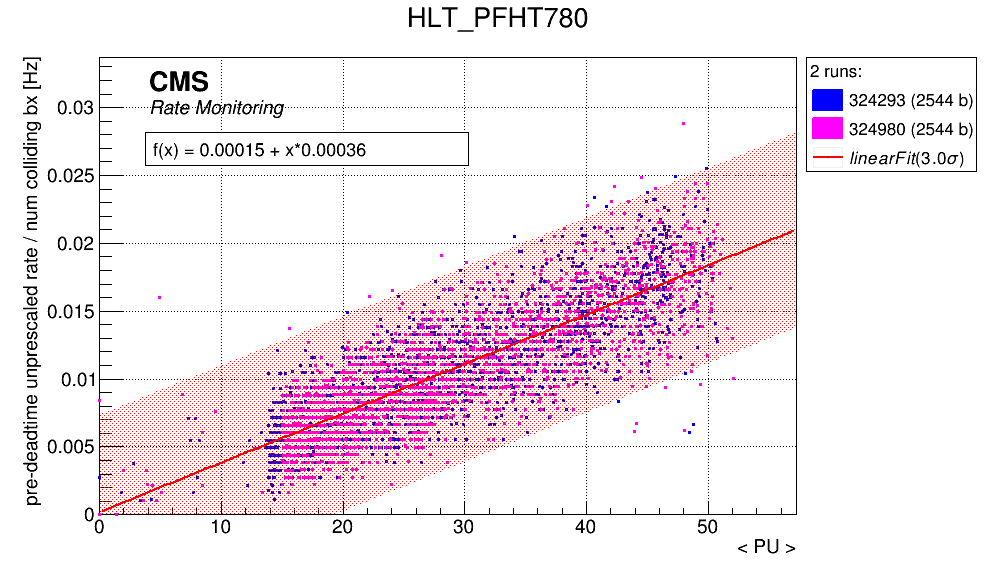 HLT_PFHT780
pre-deadtime unprescaled rate / num colliding bx [Hz]
CMS
Rate Monitoring
f(x) = 0.00015 + x*0.00036
0.03
0.025
0.02
0.015
0.01
0.005
0
0 10 20 30 40 50
< PU >
2 runs:
324293 (2544 b)
324980 (2544 b)
linearFit(3.0σ)